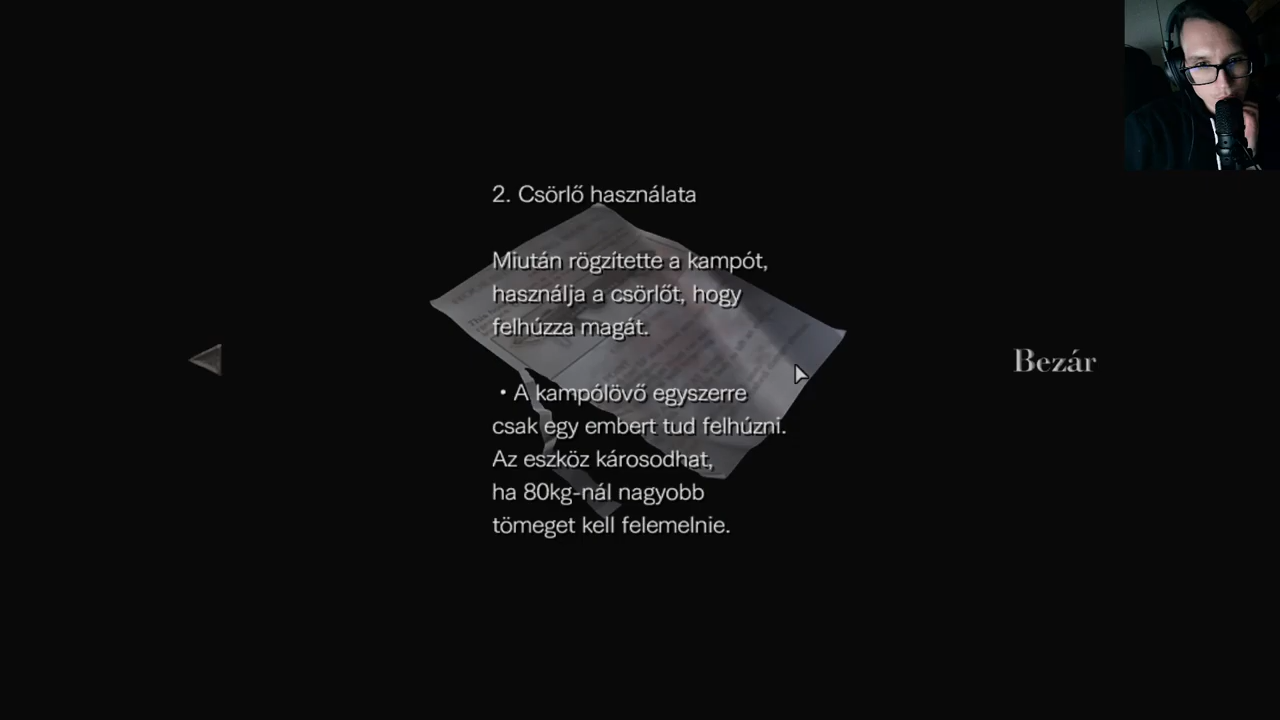 2. Csörlő használata
Miután rögzítette a kampót,
használja a csörlőt, hogy
felhúzza magát.
・A kampólövő egyszerre
csak egy embert tud felhúzni.
Az eszköz károsodhat,
ha 80kg-nál nagyobb
tömeget kell felemelnie.
Bezár